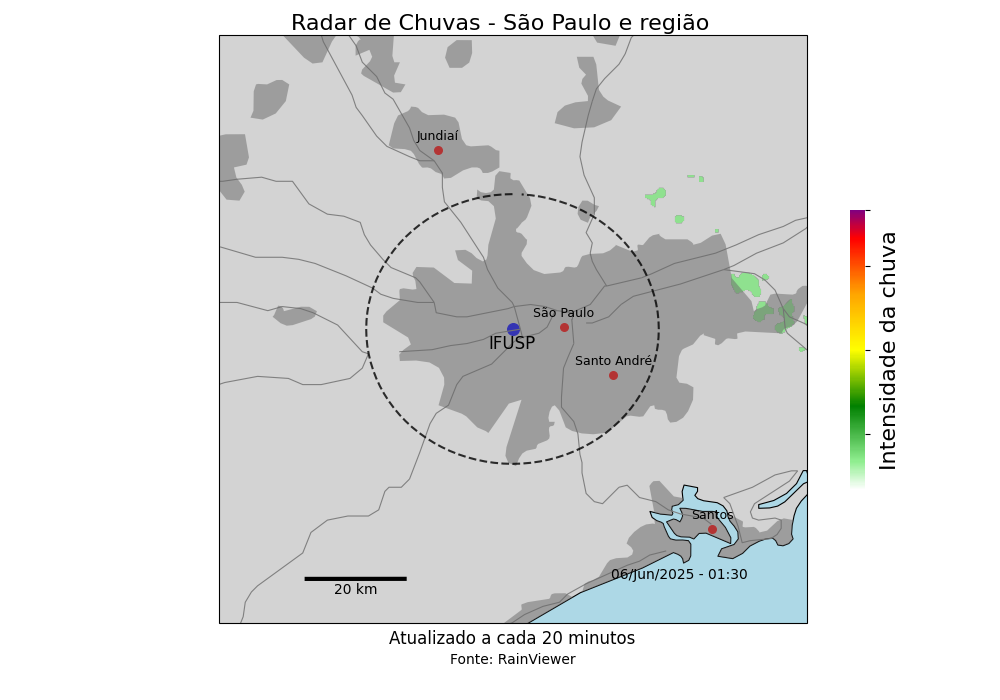 Radar de Chuvas - São Paulo e região
Jundiaí
São Paulo
IFUSP
Santo André
Intensidade da chuva
Santos
06/Jun/2025 - 01:30
20 km
Atualizado a cada 20 minutos
Fonte: RainViewer